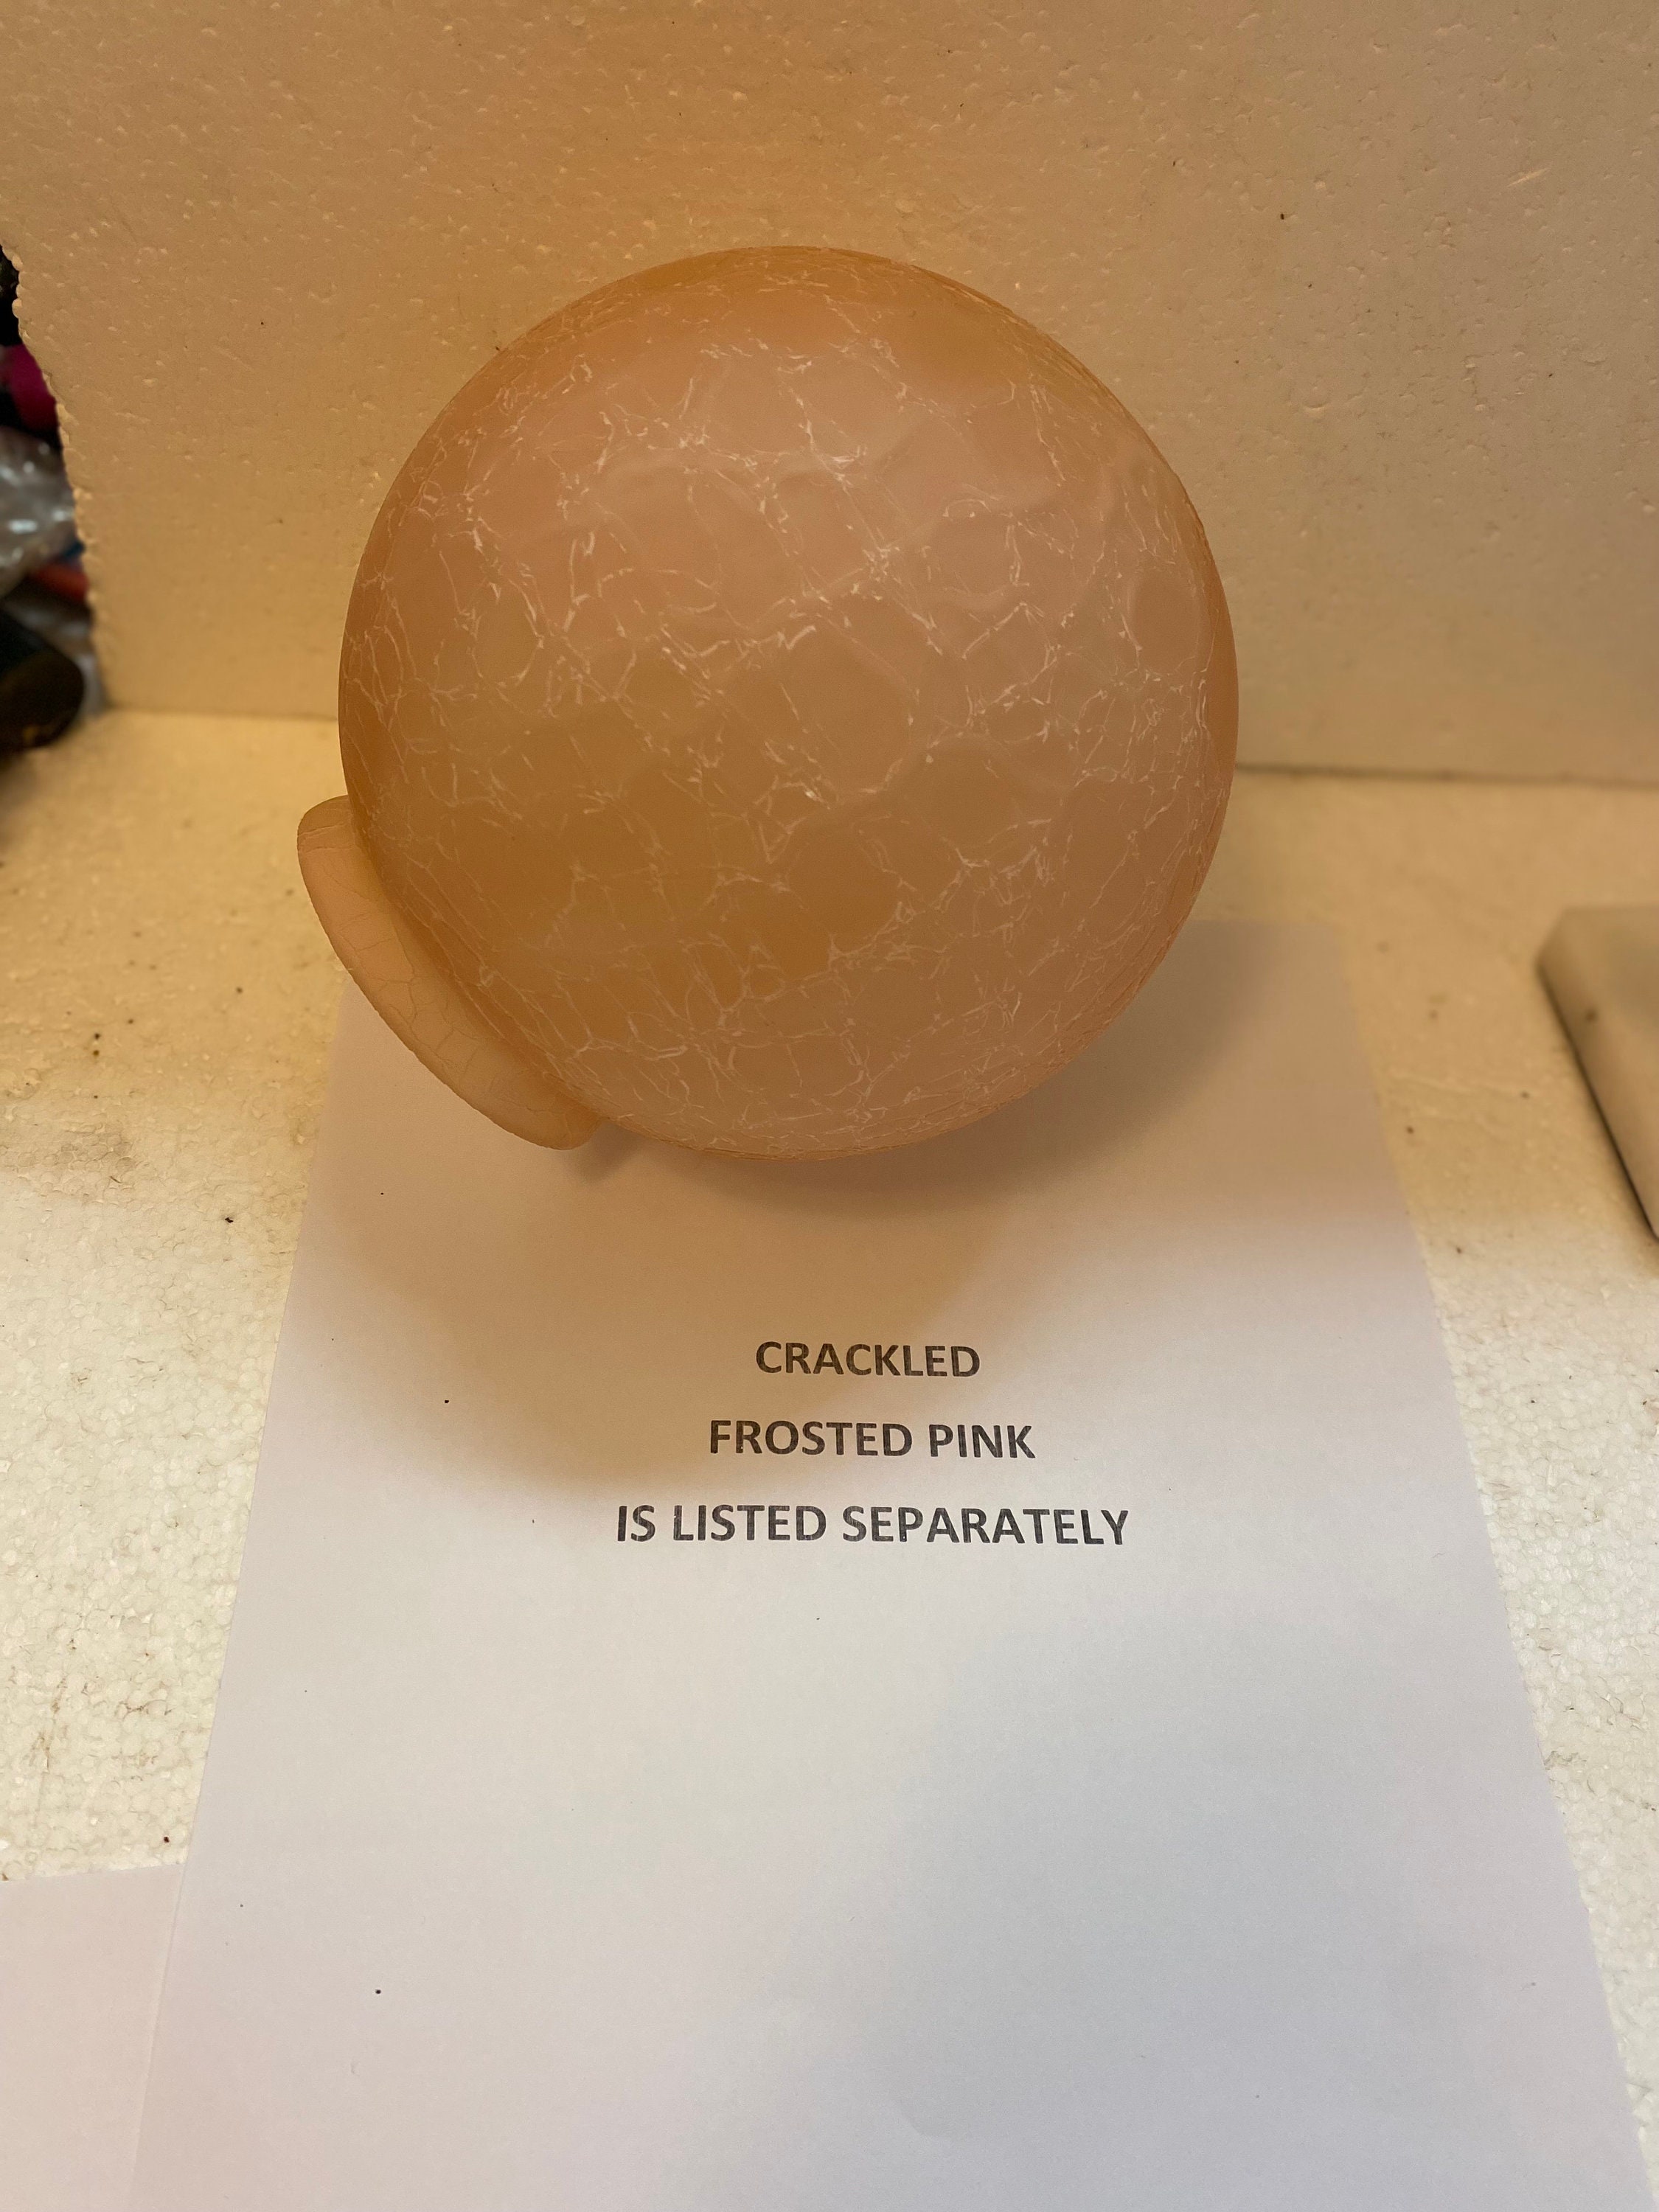 CRACKLED
FROSTED PINK
IS LISTED SEPARATELY